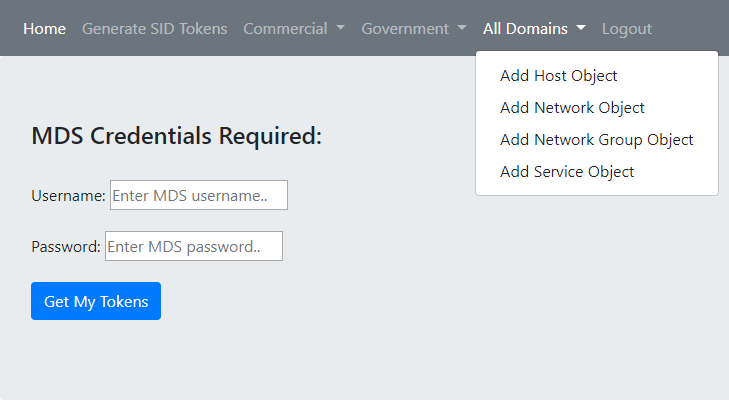 Home Generate SID Tokens Commercial Government All Domains Logout
Add Host Object
Add Network Object
Add Network Group Object
Add Service Object
MDS Credentials Required:
Username: Enter MDS username..
Password: Enter MDS password..
Get My Tokens